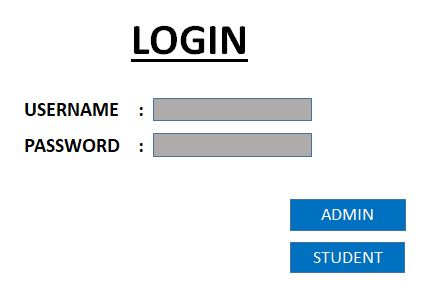 LOGIN
USERNAME :
PASSWORD :
ADMIN
STUDENT